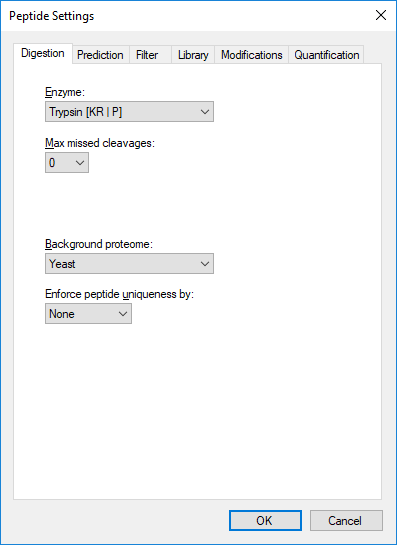 Peptide Settings
Digestion Prediction Filter Library Modifications Quantification
Enzyme:
Trypsin [KR | P]
Max missed cleavages:
0
Background proteome:
Yeast
Enforce peptide uniqueness by:
None
OK Cancel